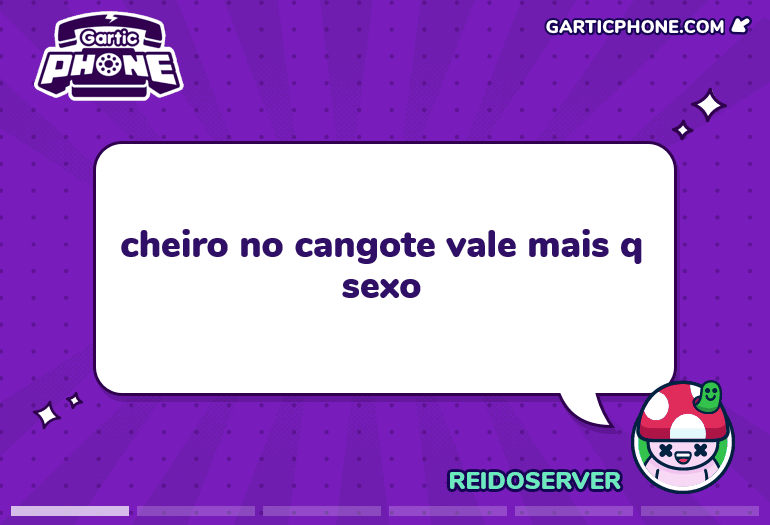 Gartic
PHONE
GARTICPHONE.COM
cheiro no cangote vale mais q
sexo
REIDOSERVER